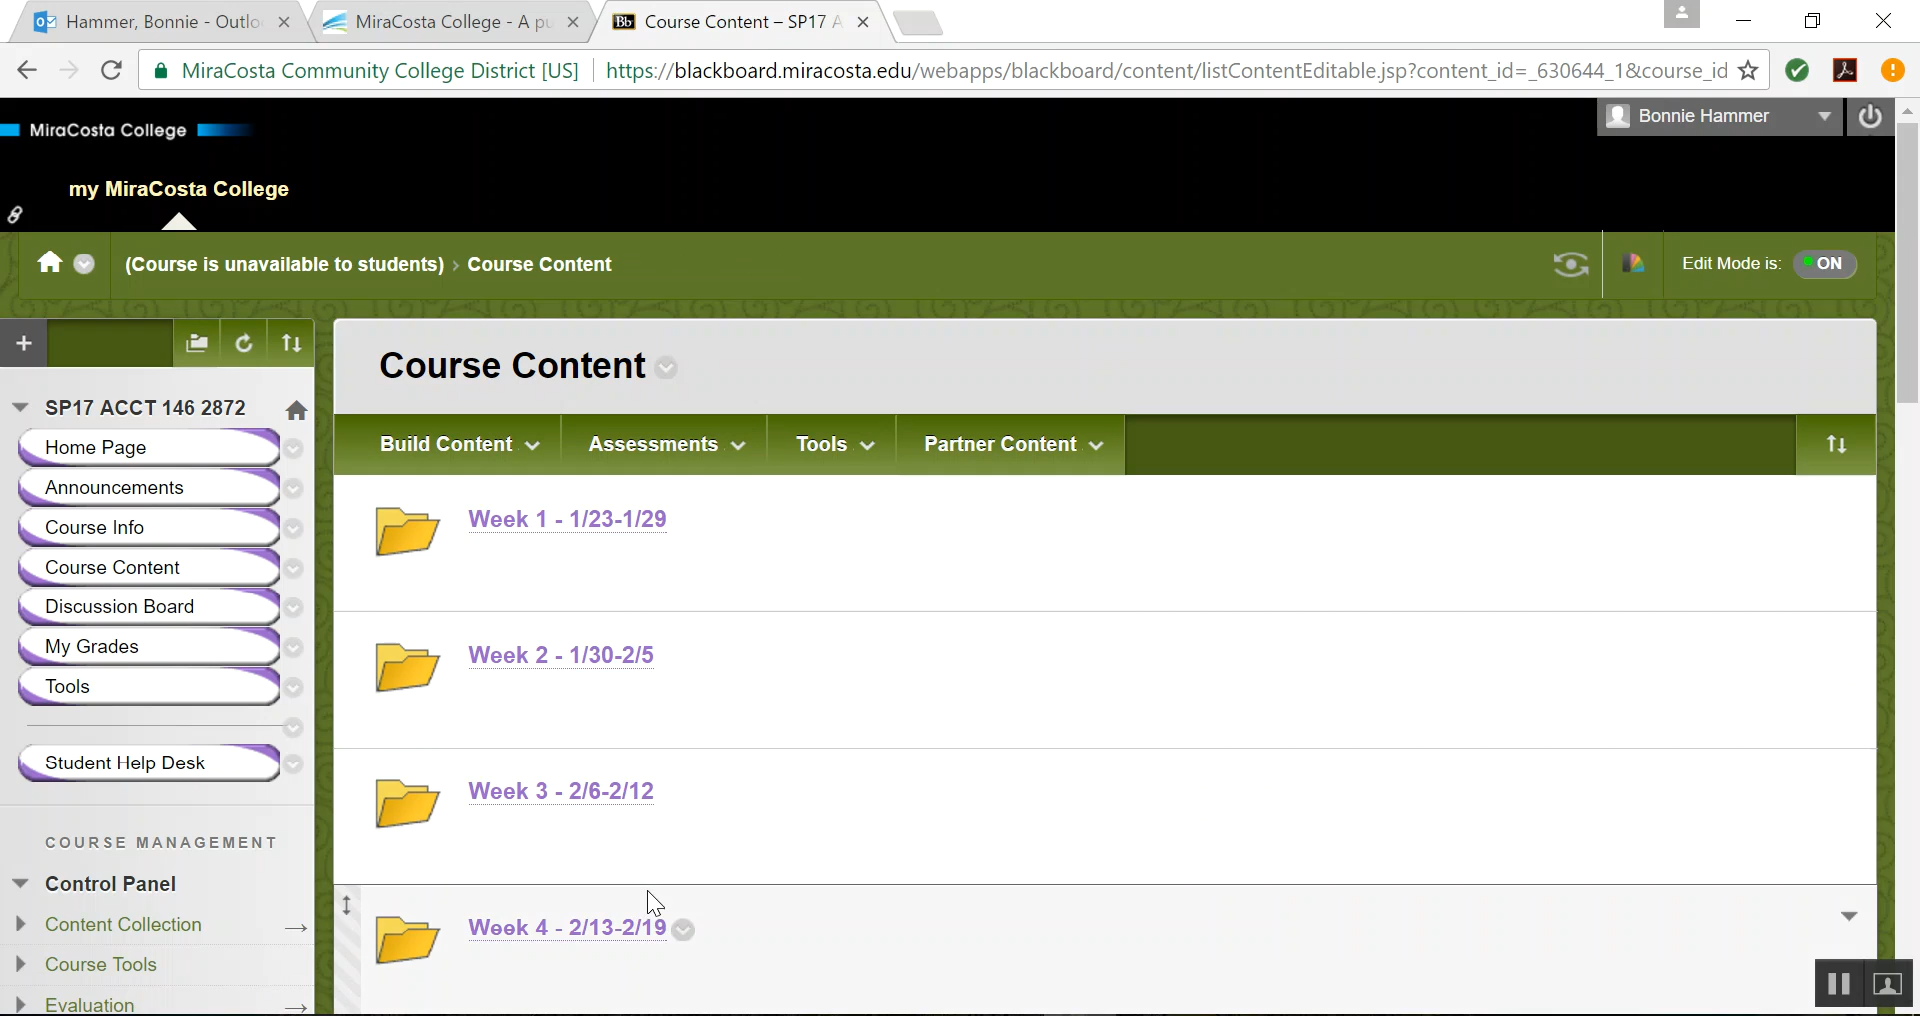 Hammer, Bonnie - Outlo
MiraCosta College - A pu
Bb Course Content – SP17 A
MiraCosta Community College District [US]
https://blackboard.miracosta.edu/webapps/blackboard/content/listContentEditable.jsp?content_id=_630644_1&course_id
MiraCosta College
Bonnie Hammer
my MiraCosta College
(Course is unavailable to students) > Course Content
Edit Mode is: ON
SP17 ACCT 146 2872
Home Page
Announcements
Course Info
Course Content
Discussion Board
My Grades
Tools
Student Help Desk
COURSE MANAGEMENT
Control Panel
Content Collection
Course Tools
Evaluation
Course Content
Build Content
Assessments
Tools
Partner Content
Week 1 - 1/23-1/29
Week 2 - 1/30-2/5
Week 3 - 2/6-2/12
Week 4 - 2/13-2/19